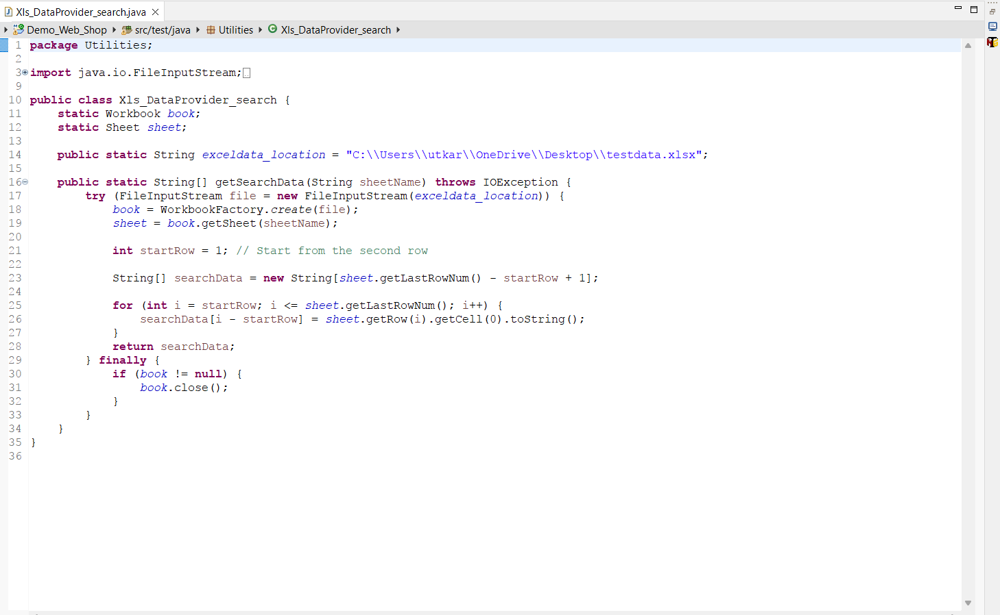 Xls_DataProvider_search.java
Demo_Web_Shop src/test/java Utilities Xls_DataProvider_search
1 package Utilities;
2
3 import java.io.FileInputStream;
9
10 public class Xls_DataProvider_search {
11     static Workbook book;
12     static Sheet sheet;
13
14     public static String exceldata_location = "C:\\Users\\utkar\\OneDrive\\Desktop\\testdata.xlsx";
15
16     public static String[] getSearchData(String sheetName) throws IOException {
17         try (FileInputStream file = new FileInputStream(exceldata_location)) {
18             book = WorkbookFactory.create(file);
19             sheet = book.getSheet(sheetName);
20
21             int startRow = 1; // Start from the second row
22
23             String[] searchData = new String[sheet.getLastRowNum() - startRow + 1];
24
25             for (int i = startRow; i <= sheet.getLastRowNum(); i++) {
26                 searchData[i - startRow] = sheet.getRow(i).getCell(0).toString();
27             }
28             return searchData;
29         } finally {
30             if (book != null) {
31                 book.close();
32             }
33         }
34     }
35 }
36